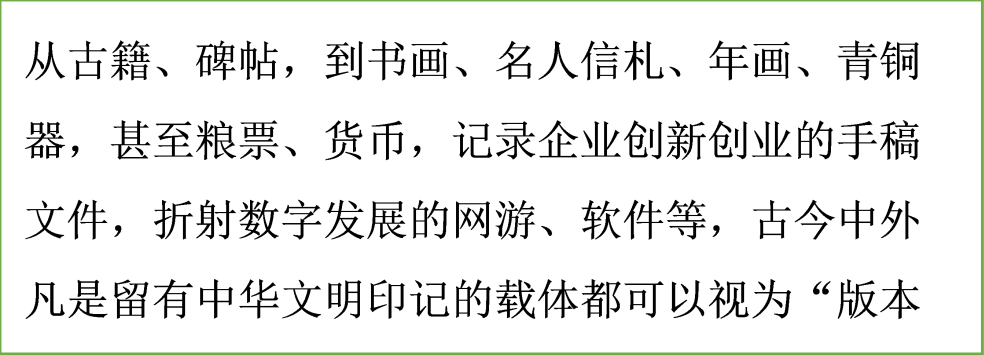 从古籍、碑帖，到书画、名人信札、年画、青铜
器，甚至粮票、货币，记录企业创新创业的手稿
文件，折射数字发展的网游、软件等，古今中外
凡是留有中华文明印记的载体都可以视为“版本